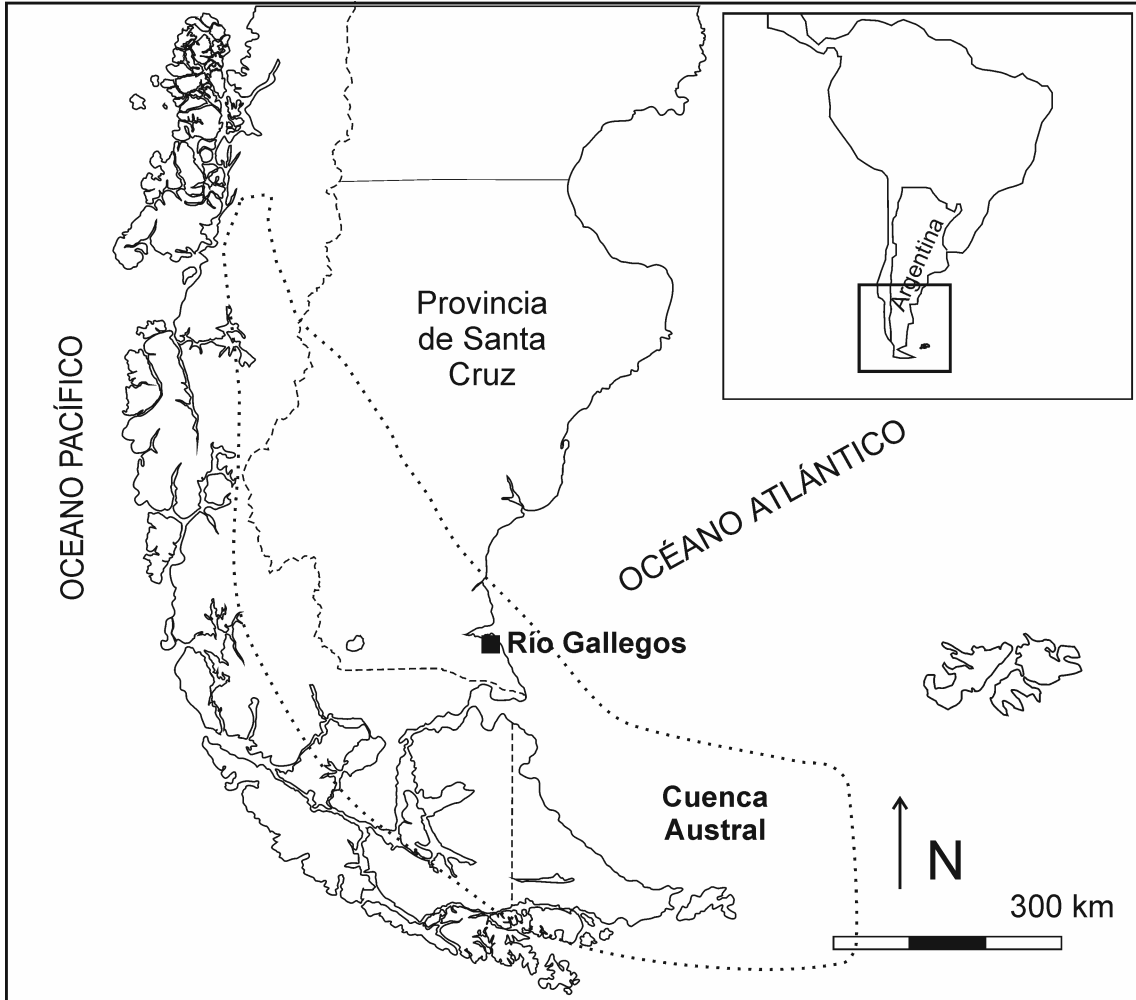 Argentina
Provincia
de Santa
Cruz
OCEANO PACÍFICO
OCÉANO ATLÁNTICO
Río Gallegos
Cuenca
Austral
N
300 km